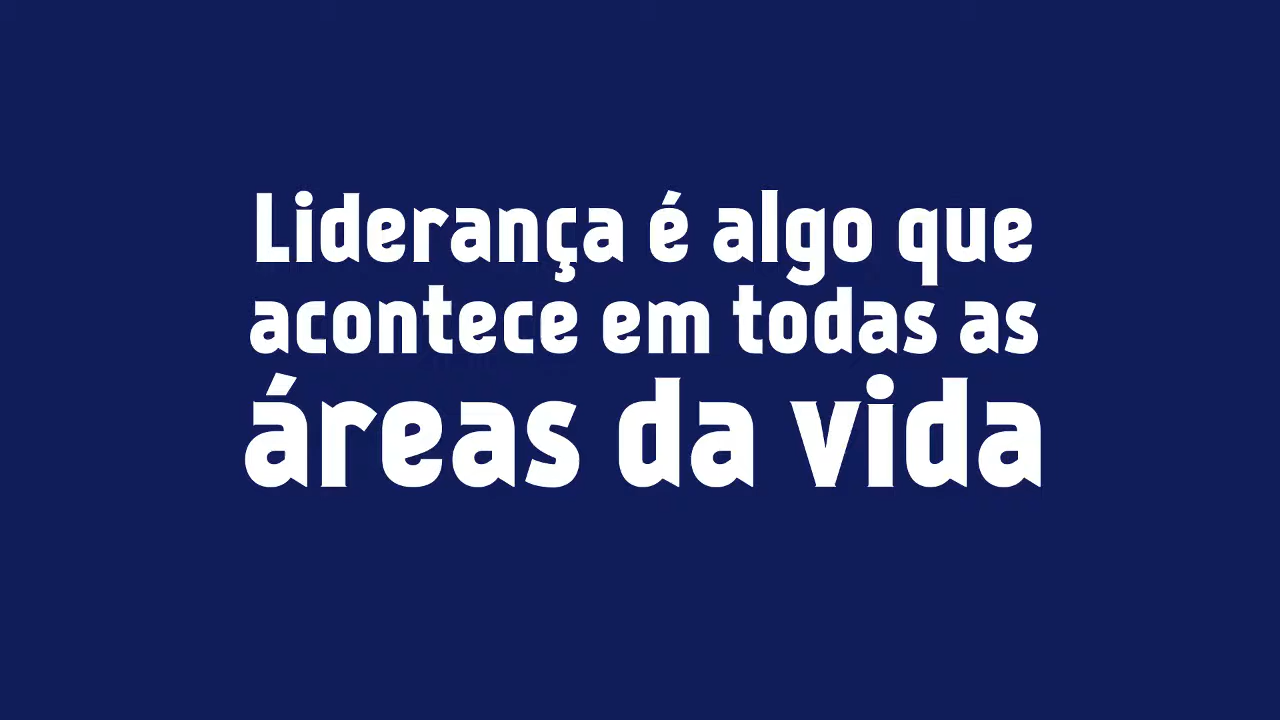 Liderança é algo que
acontece em todas as
áreas da vida